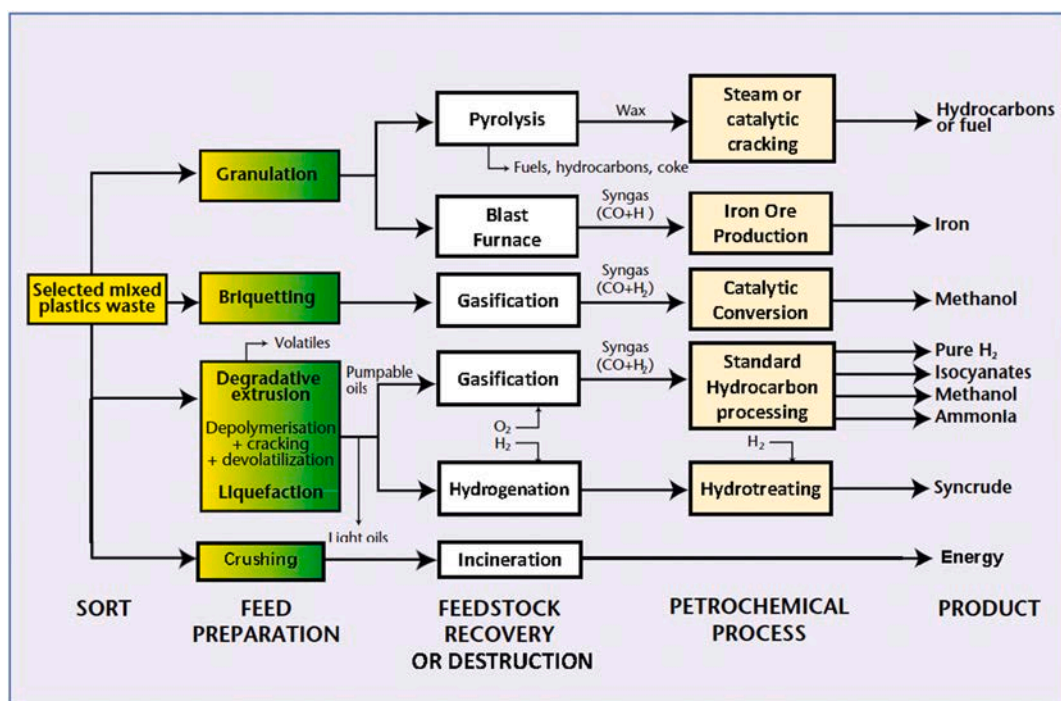 Pyrolysis
Wax
Steam or
catalytic
cracking
Hydrocarbons
or fuel
Fuels, hydrocarbons, coke
Granulation
Blast
Furnace
Syngas
(CO+H )
Iron Ore
Production
Iron
Selected mixed
plastics waste
Briquetting
Gasification
Syngas
(CO+H₂)
Catalytic
Conversion
Methanol
Volatiles
Degradative
extrusion
Depolymerisation
+ cracking
+ devolatilization
Liquefaction
Pumpable
oils
Light oils
Gasification
O₂
H₂
Syngas
(CO+H₂)
Standard
Hydrocarbon
processing
Pure H₂
Isocyanates
Methanol
Ammonia
Hydrogenation
H₂
Hydrotreating
Syncrude
Crushing
Incineration
Energy
SORT
FEED
PREPARATION
FEEDSTOCK
RECOVERY
OR DESTRUCTION
PETROCHEMICAL
PROCESS
PRODUCT